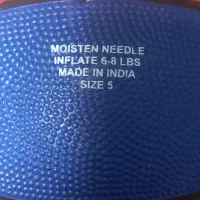 MOISTEN NEEDLE
INFLATE 6-8 LBS
MADE IN INDIA
SIZE 5